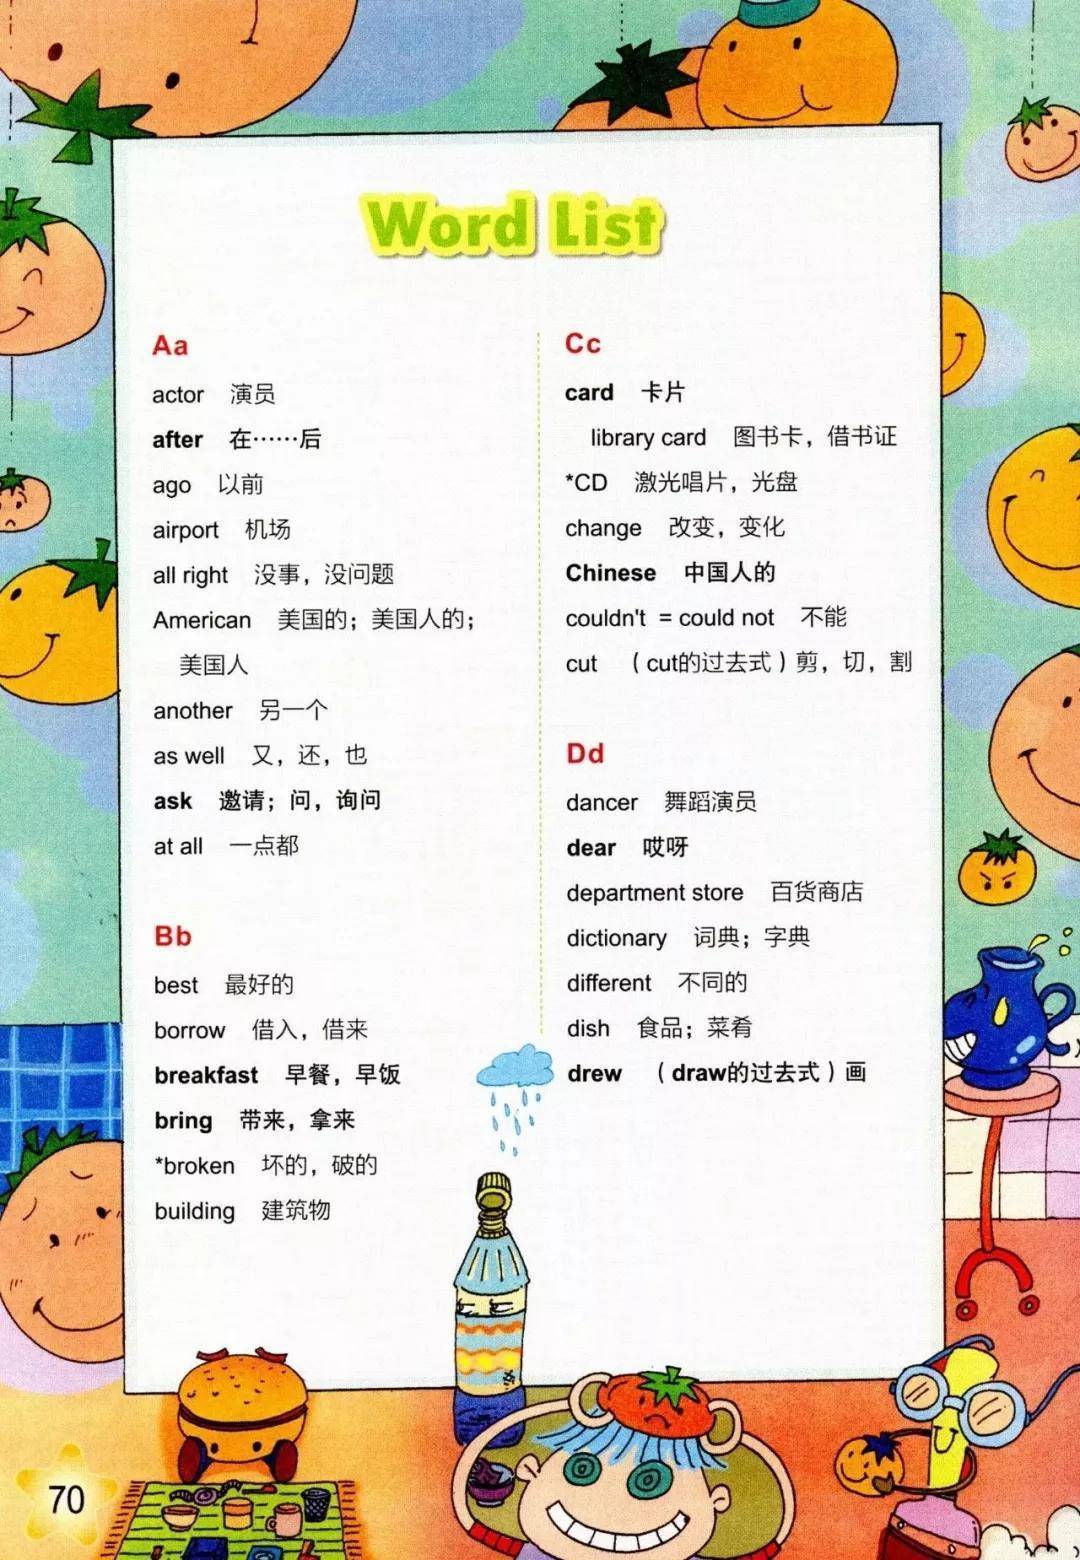 Word List
Aa
actor 演员
after 在……后
ago 以前
airport 机场
all right 没事，没问题
American 美国的；美国人的；
美国人
another 另一个
as well 又，还，也
ask 邀请；问，询问
at all 一点都
Bb
best 最好的
borrow 借入，借来
breakfast 早餐，早饭
bring 带来，拿来
*broken 坏的，破的
building 建筑物
Cc
card 卡片
library card 图书卡，借书证
*CD 激光唱片，光盘
change 改变，变化
Chinese 中国人的
couldn't = could not 不能
cut （cut的过去式）剪，切，割
Dd
dancer 舞蹈演员
dear 哎呀
department store 百货商店
dictionary 词典；字典
different 不同的
dish 食品；菜肴
drew （draw的过去式）画
70